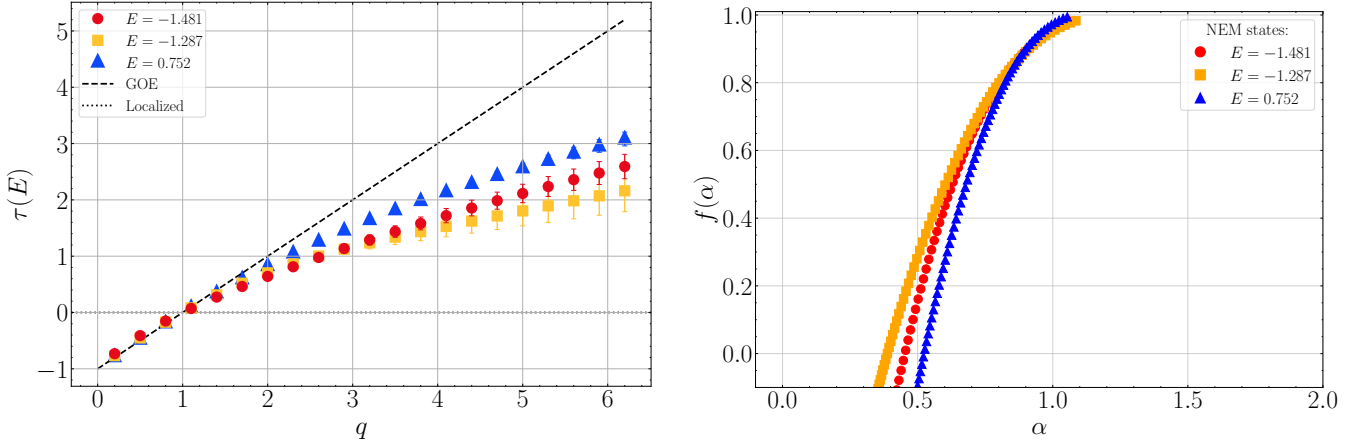 5
4
3
2
1
0
−1
τ(E)
0 1 2 3 4 5 6
q
E = −1.481
E = −1.287
E = 0.752
GOE
Localized
1.0
0.8
0.6
0.4
0.2
0.0
f(α)
0.0 0.5 1.0 1.5 2.0
α
NEM states:
E = −1.481
E = −1.287
E = 0.752